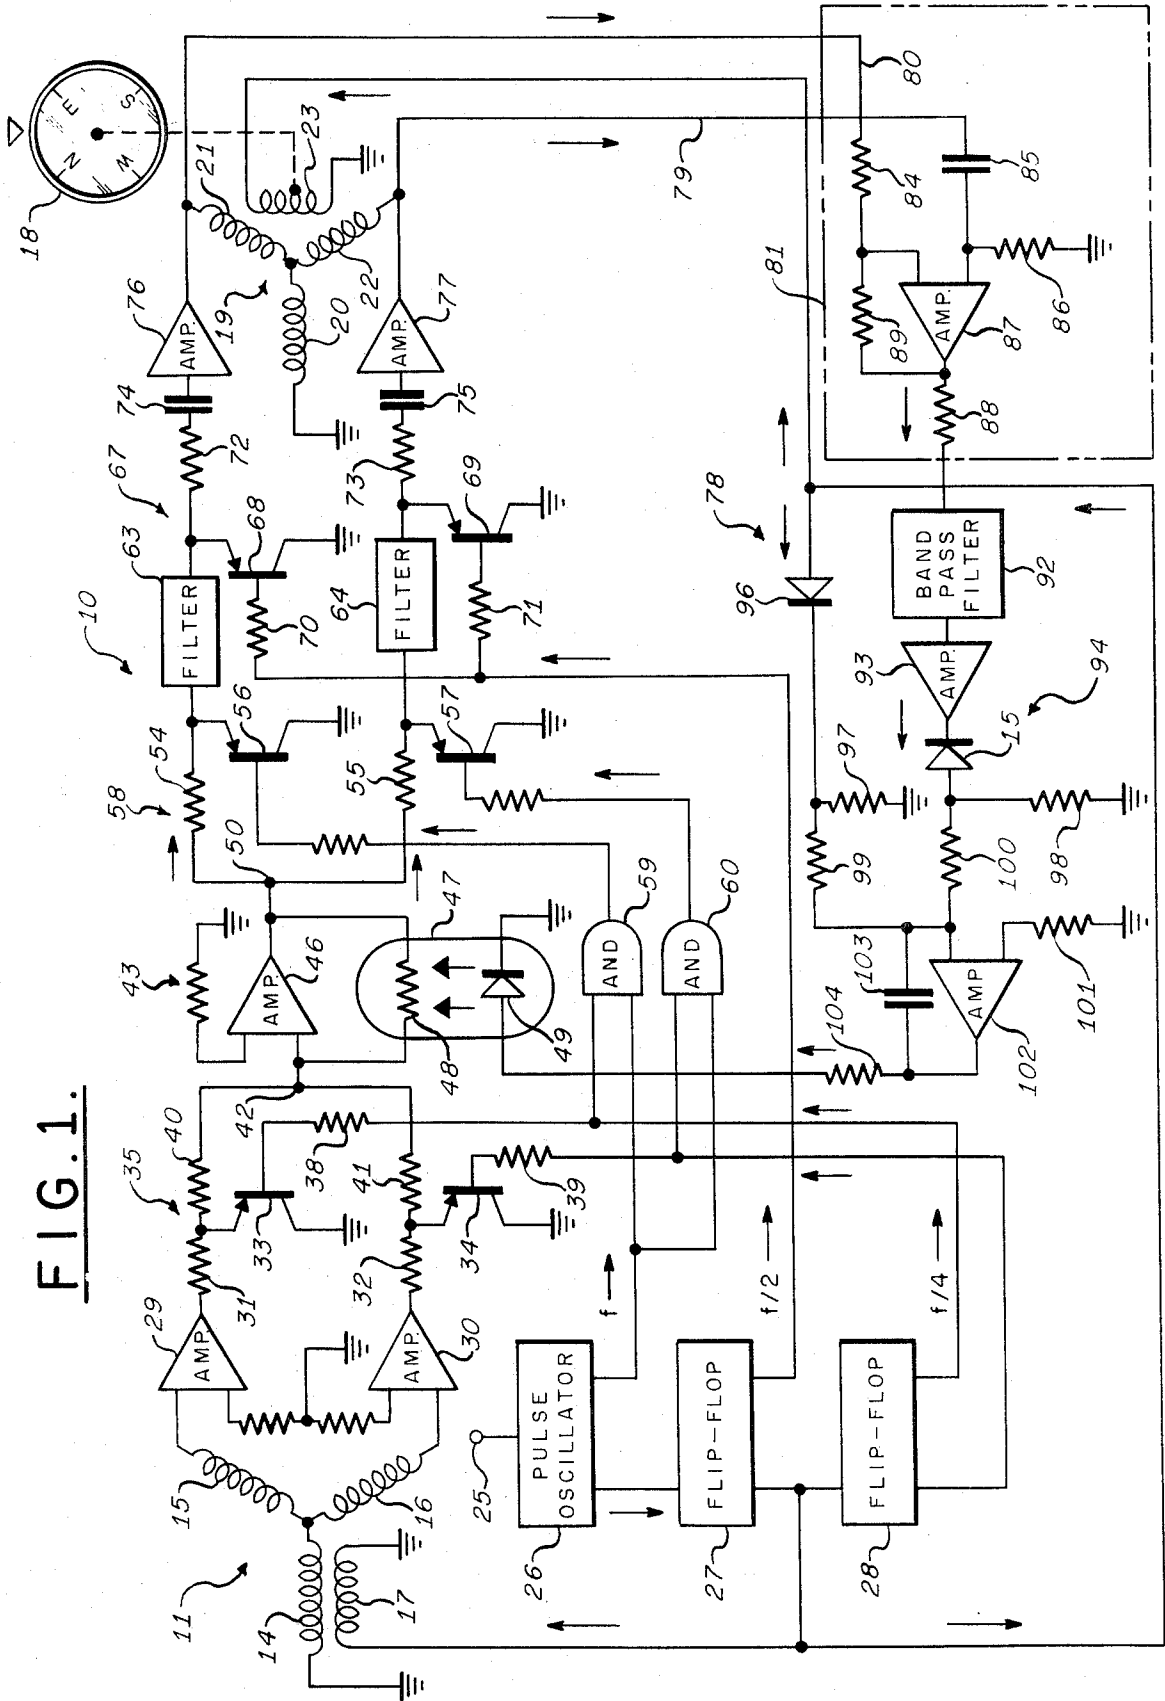 FIG.1.
10
11
14
15
16
17
18
N
E
S
W
19
20
21
22
23
25
PULSE
OSCILLATOR
26
f
FLIP-FLOP
27
f/2
FLIP-FLOP
28
f/4
AMP.
29
AMP.
30
31
32
33
34
35
38
39
40
41
42
43
AMP.
46
47
48
49
50
54
55
56
57
58
AND
59
AND
60
FILTER
63
FILTER
64
67
68
69
70
71
72
73
74
75
AMP.
76
AMP.
77
78
79
80
81
84
85
86
AMP.
87
88
89
BAND
PASS
FILTER
92
AMP.
93
94
15
96
97
98
99
100
101
AMP
102
103
104